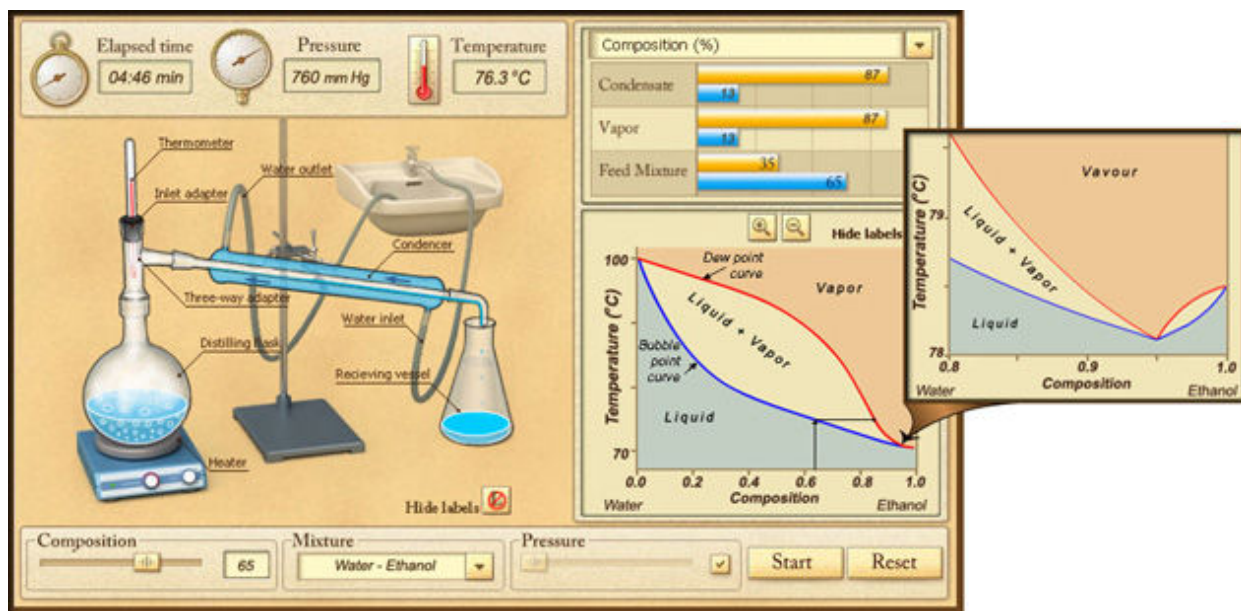 Elapsed time
04:46 min
Pressure
760 mm Hg
Temperature
76.3 °C
Thermometer
Water outlet
Inlet adapter
Condencer
Three-way adapter
Water inlet
Distilling flask
Recieving vessel
Heater
Hide labels
Composition (%)
Condensate
87
13
Vapor
87
13
Feed Mixture
35
65
Hide labels
Temperature (°C)
100
70
Dew point
curve
Vapor
Liquid + Vapor
Bubble
point
curve
Liquid
0.0 0.2 0.4 0.6 0.8 1.0
Water
Composition
Ethanol
Temperature (°C)
79
78
Vavour
Liquid + Vapor
Liquid
0.8 0.9 1.0
Water
Composition
Ethanol
Composition
65
Mixture
Water - Ethanol
Pressure
Start
Reset